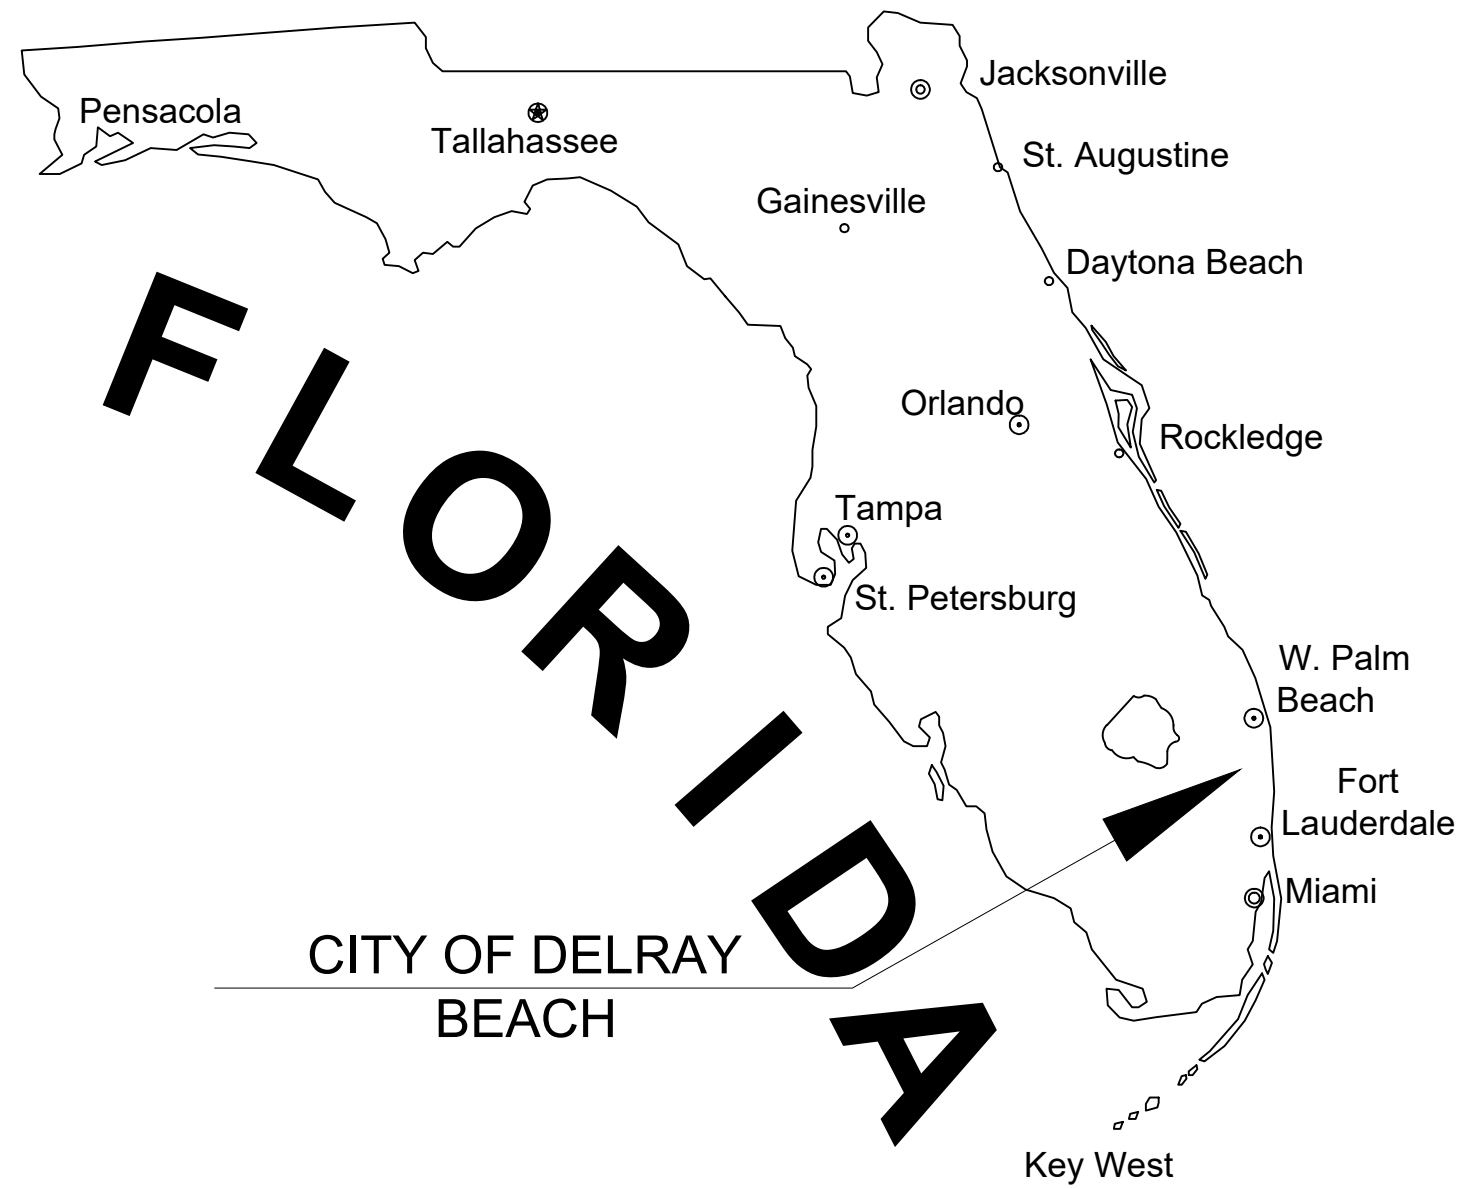 Jacksonville
Pensacola
Tallahassee
St. Augustine
Gainesville
Daytona Beach
Orlando
Rockledge
Tampa
St. Petersburg
W. Palm
Beach
Fort
Lauderdale
Miami
FLORIDA
CITY OF DELRAY
BEACH
Key West